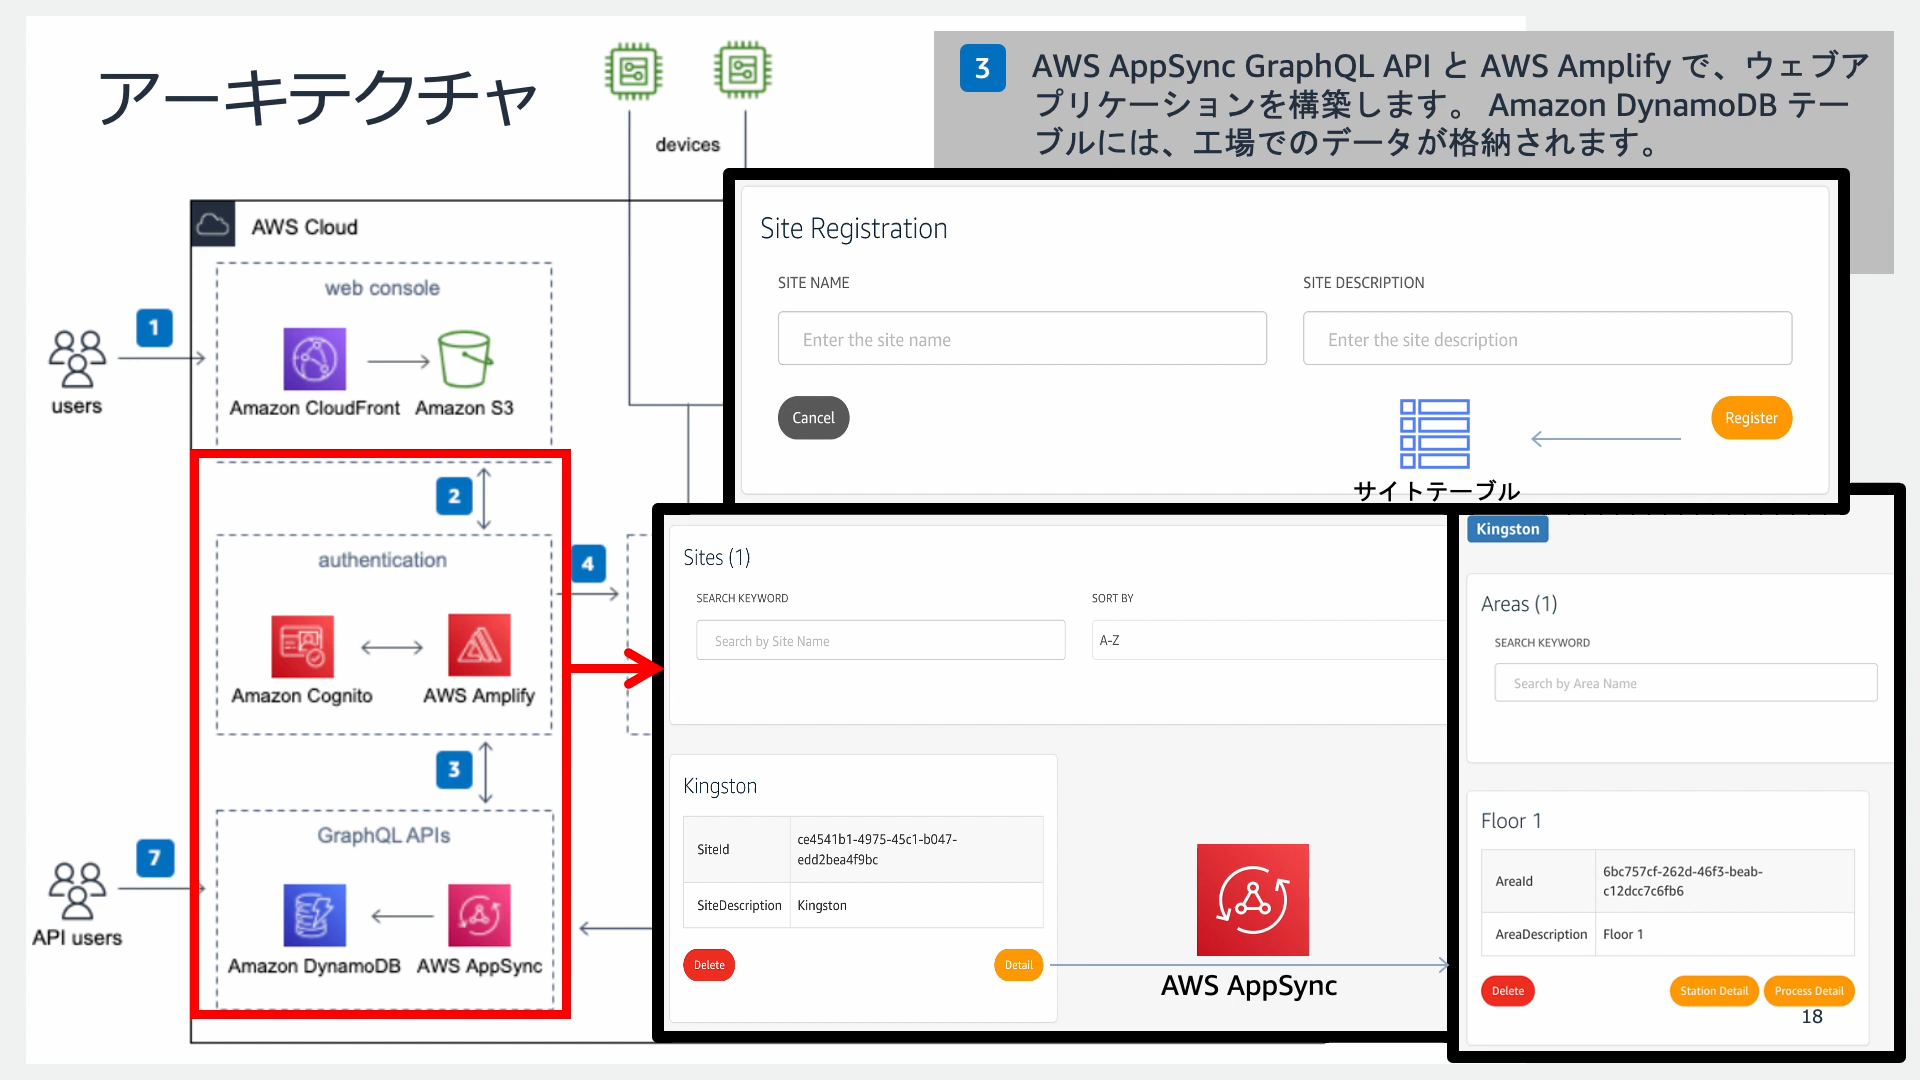 アーキテクチャ
devices
3
AWS AppSync GraphQL API と AWS Amplify で、ウェブア
プリケーションを構築します。 Amazon DynamoDB テー
ブルには、工場でのデータが格納されます。
AWS Cloud
web console
1
users
Amazon CloudFront
Amazon S3
2
authentication
4
Amazon Cognito
AWS Amplify
3
GraphQL APIs
7
API users
Amazon DynamoDB
AWS AppSync
Site Registration
SITE NAME
SITE DESCRIPTION
Enter the site name
Enter the site description
Cancel
Register
サイトテーブル
Sites (1)
SEARCH KEYWORD
SORT BY
Search by Site Name
A-Z
Kingston
SiteId
ce4541b1-4975-45c1-b047-
edd2bea4f9bc
SiteDescription
Kingston
Delete
Detail
AWS AppSync
Kingston
Areas (1)
SEARCH KEYWORD
Search by Area Name
Floor 1
AreaId
6bc757cf-262d-46f3-beab-
c12dcc7c6fb6
AreaDescription
Floor 1
Delete
Station Detail
Process Detail
18